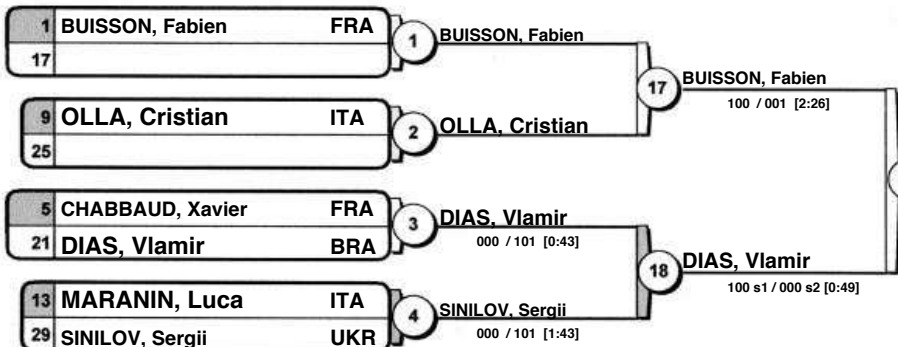 1 BUISSON, Fabien FRA
17
1 BUISSON, Fabien
9 OLLA, Cristian ITA
25
2 OLLA, Cristian
17 BUISSON, Fabien
100 / 001 [2:26]
5 CHABBAUD, Xavier FRA
21 DIAS, Vlamir BRA
3 DIAS, Vlamir
000 / 101 [0:43]
13 MARANIN, Luca ITA
29 SINILOV, Sergii UKR
4 SINILOV, Sergii
000 / 101 [1:43]
18 DIAS, Vlamir
100 s1 / 000 s2 [0:49]